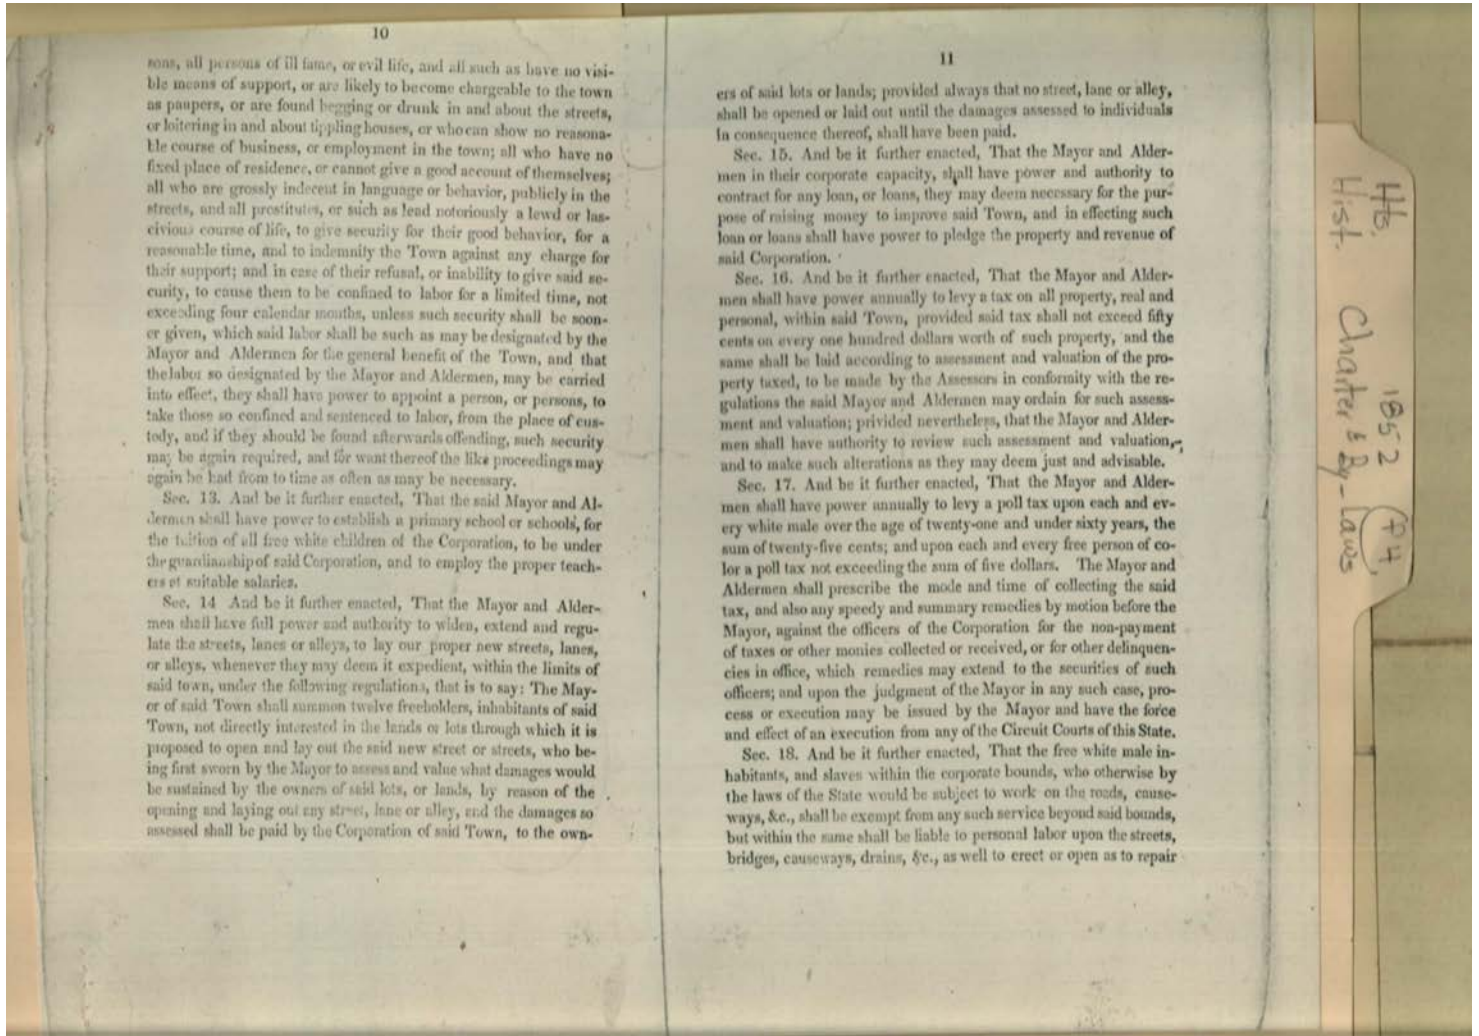 10
sons, all persons of ill fame, or evil life, and all such as have no visi-
ble means of support, or are likely to become chargeable to the town
as paupers, or are found begging or drunk in and about the streets,
or loitering in and about tippling houses, or who can show no reasona-
ble course of business, or employment in the town; all who have no
fixed place of residence, or cannot give a good account of themselves;
all who are grossly indecent in language or behavior, publicly in the
streets, and all prostitutes, or such as lead notoriously a lewd or las-
civious course of life, to give security for their good behavior, for a
reasonable time, and to indemnify the Town against any charge for
their support; and in case of their refusal, or inability to give said se-
curity, to cause them to be confined to labor for a limited time, not
exceeding four calendar months, unless such security shall be soon-
er given, which said labor shall be such as may be designated by the
Mayor and Aldermen for the general benefit of the Town, and that
the labor so designated by the Mayor and Aldermen, may be carried
into effect, they shall have power to appoint a person, or persons, to
take those so confined and sentenced to labor, from the place of cus-
tody, and if they should be found afterwards offending, such security
may be again required, and for want thereof the like proceedings may
again be had from to time as often as may be necessary.
Sec. 13. And be it further enacted, That the said Mayor and Al-
dermen shall have power to establish a primary school or schools, for
the tuition of all free white children of the Corporation, to be under
the guardianship of said Corporation, and to employ the proper teach-
ers at suitable salaries.
Sec. 14 And be it further enacted, That the Mayor and Alder-
men shall have full power and authority to widen, extend and regu-
late the streets, lanes or alleys, to lay our proper new streets, lanes,
or alleys, whenever they may deem it expedient, within the limits of
said town, under the following regulations, that is to say: The May-
or of said Town shall summon twelve freeholders, inhabitants of said
Town, not directly interested in the lands or lots through which it is
proposed to open and lay out the said new street or streets, who be-
ing first sworn by the Mayor to assess and value what damages would
be sustained by the owners of said lots, or lands, by reason of the
opening and laying out any street, lane or alley, and the damages so
assessed shall be paid by the Corporation of said Town, to the own-
11
ers of said lots or lands; provided always that no street, lane or alley,
shall be opened or laid out until the damages assessed to individuals
in consequence thereof, shall have been paid.
Sec. 15. And be it further enacted, That the Mayor and Alder-
men in their corporate capacity, shall have power and authority to
contract for any loan, or loans, they may deem necessary for the pur-
pose of raising money to improve said Town, and in effecting such
loan or loans shall have power to pledge the property and revenue of
said Corporation.
Sec. 16. And be it further enacted, That the Mayor and Alder-
men shall have power annually to levy a tax on all property, real and
personal, within said Town, provided said tax shall not exceed fifty
cents on every one hundred dollars worth of such property, and the
same shall be laid according to assessment and valuation of the pro-
perty taxed, to be made by the Assessors in conformity with the re-
gulations the said Mayor and Aldermen may ordain for such assess-
ment and valuation; privided nevertheless, that the Mayor and Alder-
men shall have authority to review such assessment and valuation,
and to make such alterations as they may deem just and advisable.
Sec. 17. And be it further enacted, That the Mayor and Alder-
men shall have power annually to levy a poll tax upon each and ev-
ery white male over the age of twenty-one and under sixty years, the
sum of twenty-five cents; and upon each and every free person of co-
lor a poll tax not exceeding the sum of five dollars. The Mayor and
Aldermen shall prescribe the mode and time of collecting the said
tax, and also any speedy and summary remedies by motion before the
Mayor, against the officers of the Corporation for the non-payment
of taxes or other monies collected or received, or for other delinquen-
cies in office, which remedies may extend to the securities of such
officers; and upon the judgment of the Mayor in any such case, pro-
cess or execution may be issued by the Mayor and have the force
and effect of an execution from any of the Circuit Courts of this State.
Sec. 18. And be it further enacted, That the free white male in-
habitants, and slaves within the corporate bounds, who otherwise by
the laws of the State would be subject to work on the roads, cause-
ways, &c., shall be exempt from any such service beyond said bounds,
but within the same shall be liable to personal labor upon the streets,
bridges, causeways, drains, &c., as well to erect or open as to repair
Hist. Charter & By-Laws
1852